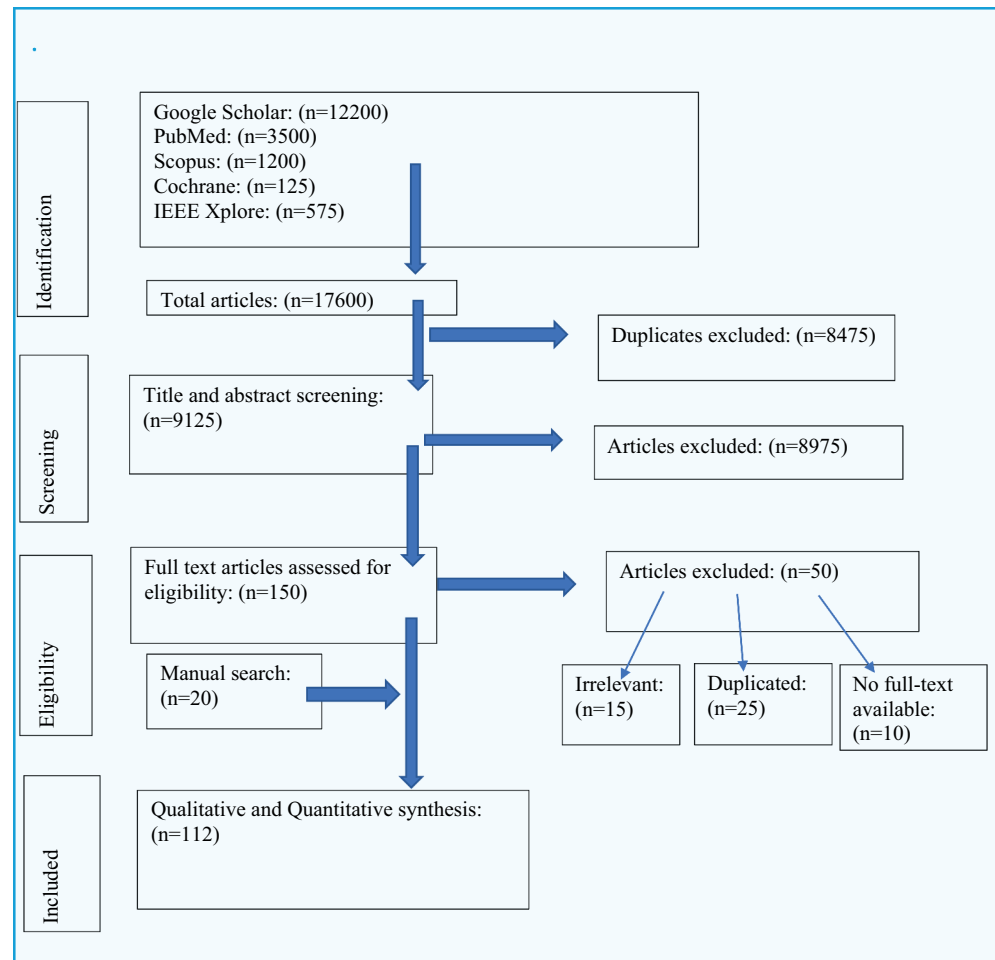 Identification
Google Scholar: (n=12200)
PubMed: (n=3500)
Scopus: (n=1200)
Cochrane: (n=125)
IEEE Xplore: (n=575)
Total articles: (n=17600)
Duplicates excluded: (n=8475)
Screening
Title and abstract screening:
(n=9125)
Articles excluded: (n=8975)
Eligibility
Full text articles assessed for
eligibility: (n=150)
Articles excluded: (n=50)
Manual search:
(n=20)
Irrelevant:
(n=15)
Duplicated:
(n=25)
No full-text
available:
(n=10)
Included
Qualitative and Quantitative synthesis:
(n=112)